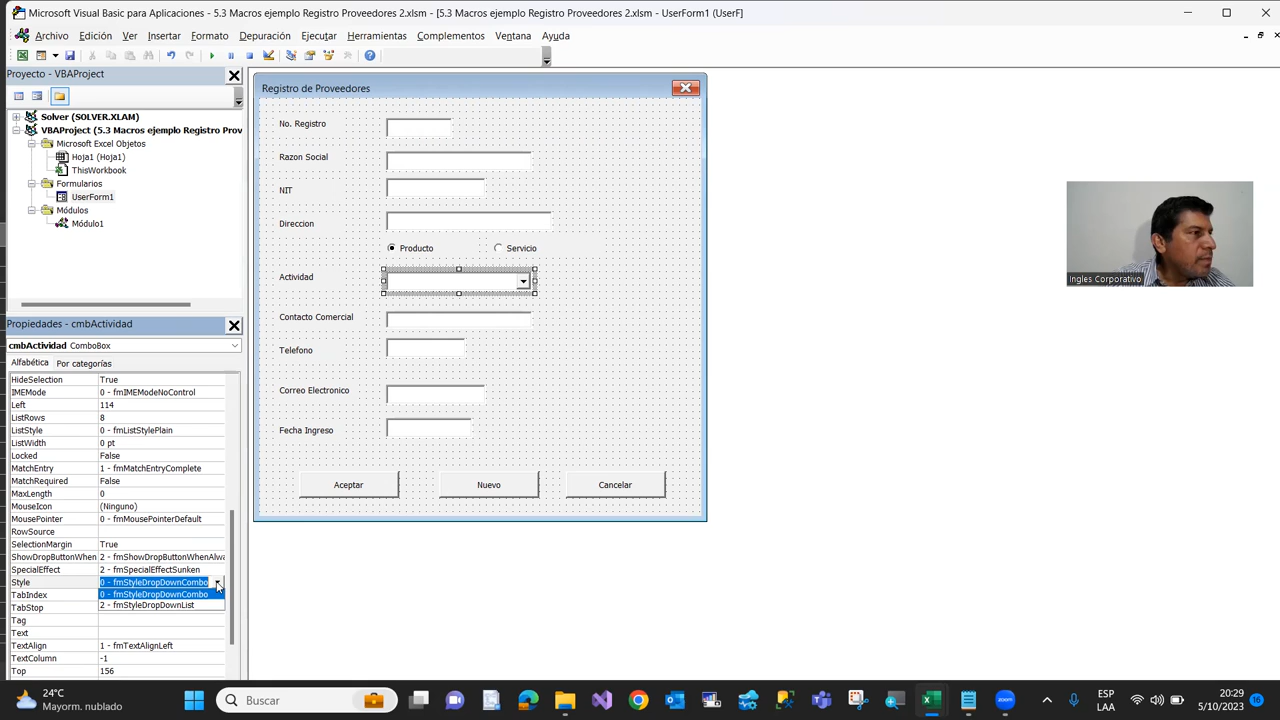 Microsoft Visual Basic para Aplicaciones - 5.3 Macros ejemplo Registro Proveedores 2.xlsm - [5.3 Macros ejemplo Registro Proveedores 2.xlsm - UserForm1 (UserF]
Archivo Edición Ver Insertar Formato Depuración Ejecutar Herramientas Complementos Ventana Ayuda
Proyecto - VBAProject
Solver (SOLVER.XLAM)
VBAProject (5.3 Macros ejemplo Registro Prov
Microsoft Excel Objetos
Hoja1 (Hoja1)
ThisWorkbook
Formularios
UserForm1
Módulos
Módulo1
Propiedades - cmbActividad
cmbActividad ComboBox
Alfabética Por categorías
HideSelection True
IMEMode 0 - fmIMEModeNoControl
Left 114
ListRows 8
ListStyle 0 - fmListStylePlain
ListWidth 0 pt
Locked False
MatchEntry 1 - fmMatchEntryComplete
MatchRequired False
MaxLength 0
MouseIcon (Ninguno)
MousePointer 0 - fmMousePointerDefault
RowSource
SelectionMargin True
ShowDropButtonWhen 2 - fmShowDropButtonWhenAlwa
SpecialEffect 2 - fmSpecialEffectSunken
Style 0 - fmStyleDropDownCombo
TabIndex 0 - fmStyleDropDownCombo
TabStop 2 - fmStyleDropDownList
Tag
Text
TextAlign 1 - fmTextAlignLeft
TextColumn -1
Top 156
Registro de Proveedores
No. Registro
Razon Social
NIT
Direccion
Producto Servicio
Actividad
Contacto Comercial
Telefono
Correo Electronico
Fecha Ingreso
Aceptar Nuevo Cancelar
Ingles Corporativo
24°C
Mayorm. nublado
Buscar
ESP
LAA
20:29
5/10/2023